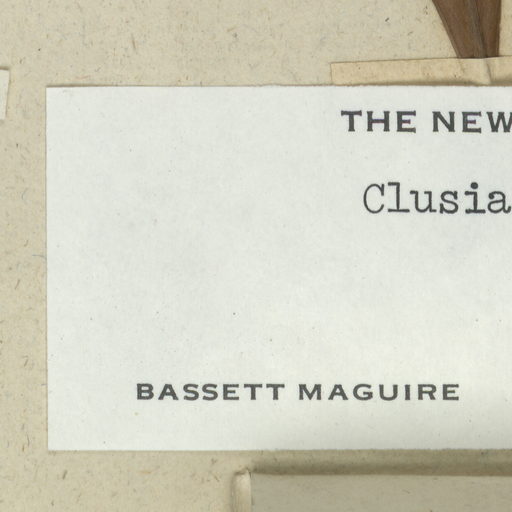 THE NEW
Clusia
BASSETT MAGUIRE